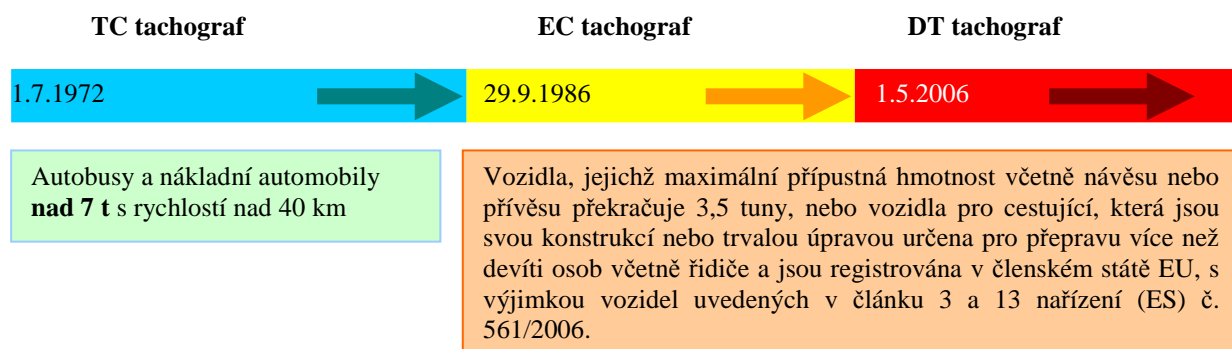 TC tachograf
EC tachograf
DT tachograf
1.7.1972
29.9.1986
1.5.2006
Autobusy a nákladní automobily
nad 7 t s rychlostí nad 40 km
Vozidla, jejichž maximální přípustná hmotnost včetně návěsu nebo
přívěsu překračuje 3,5 tuny, nebo vozidla pro cestující, která jsou
svou konstrukcí nebo trvalou úpravou určena pro přepravu více než
devíti osob včetně řidiče a jsou registrována v členském státě EU, s
výjimkou vozidel uvedených v článku 3 a 13 nařízení (ES) č.
561/2006.